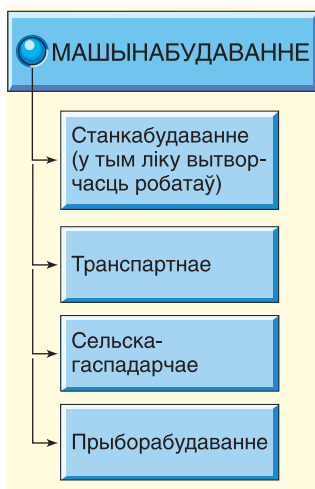 МАШЫНАБУДАВАННЕ
Станкабудаванне
(у тым ліку вытвор-
часць робатаў)
Транспартнае
Сельска-
гаспадарчае
Прыборабудаванне